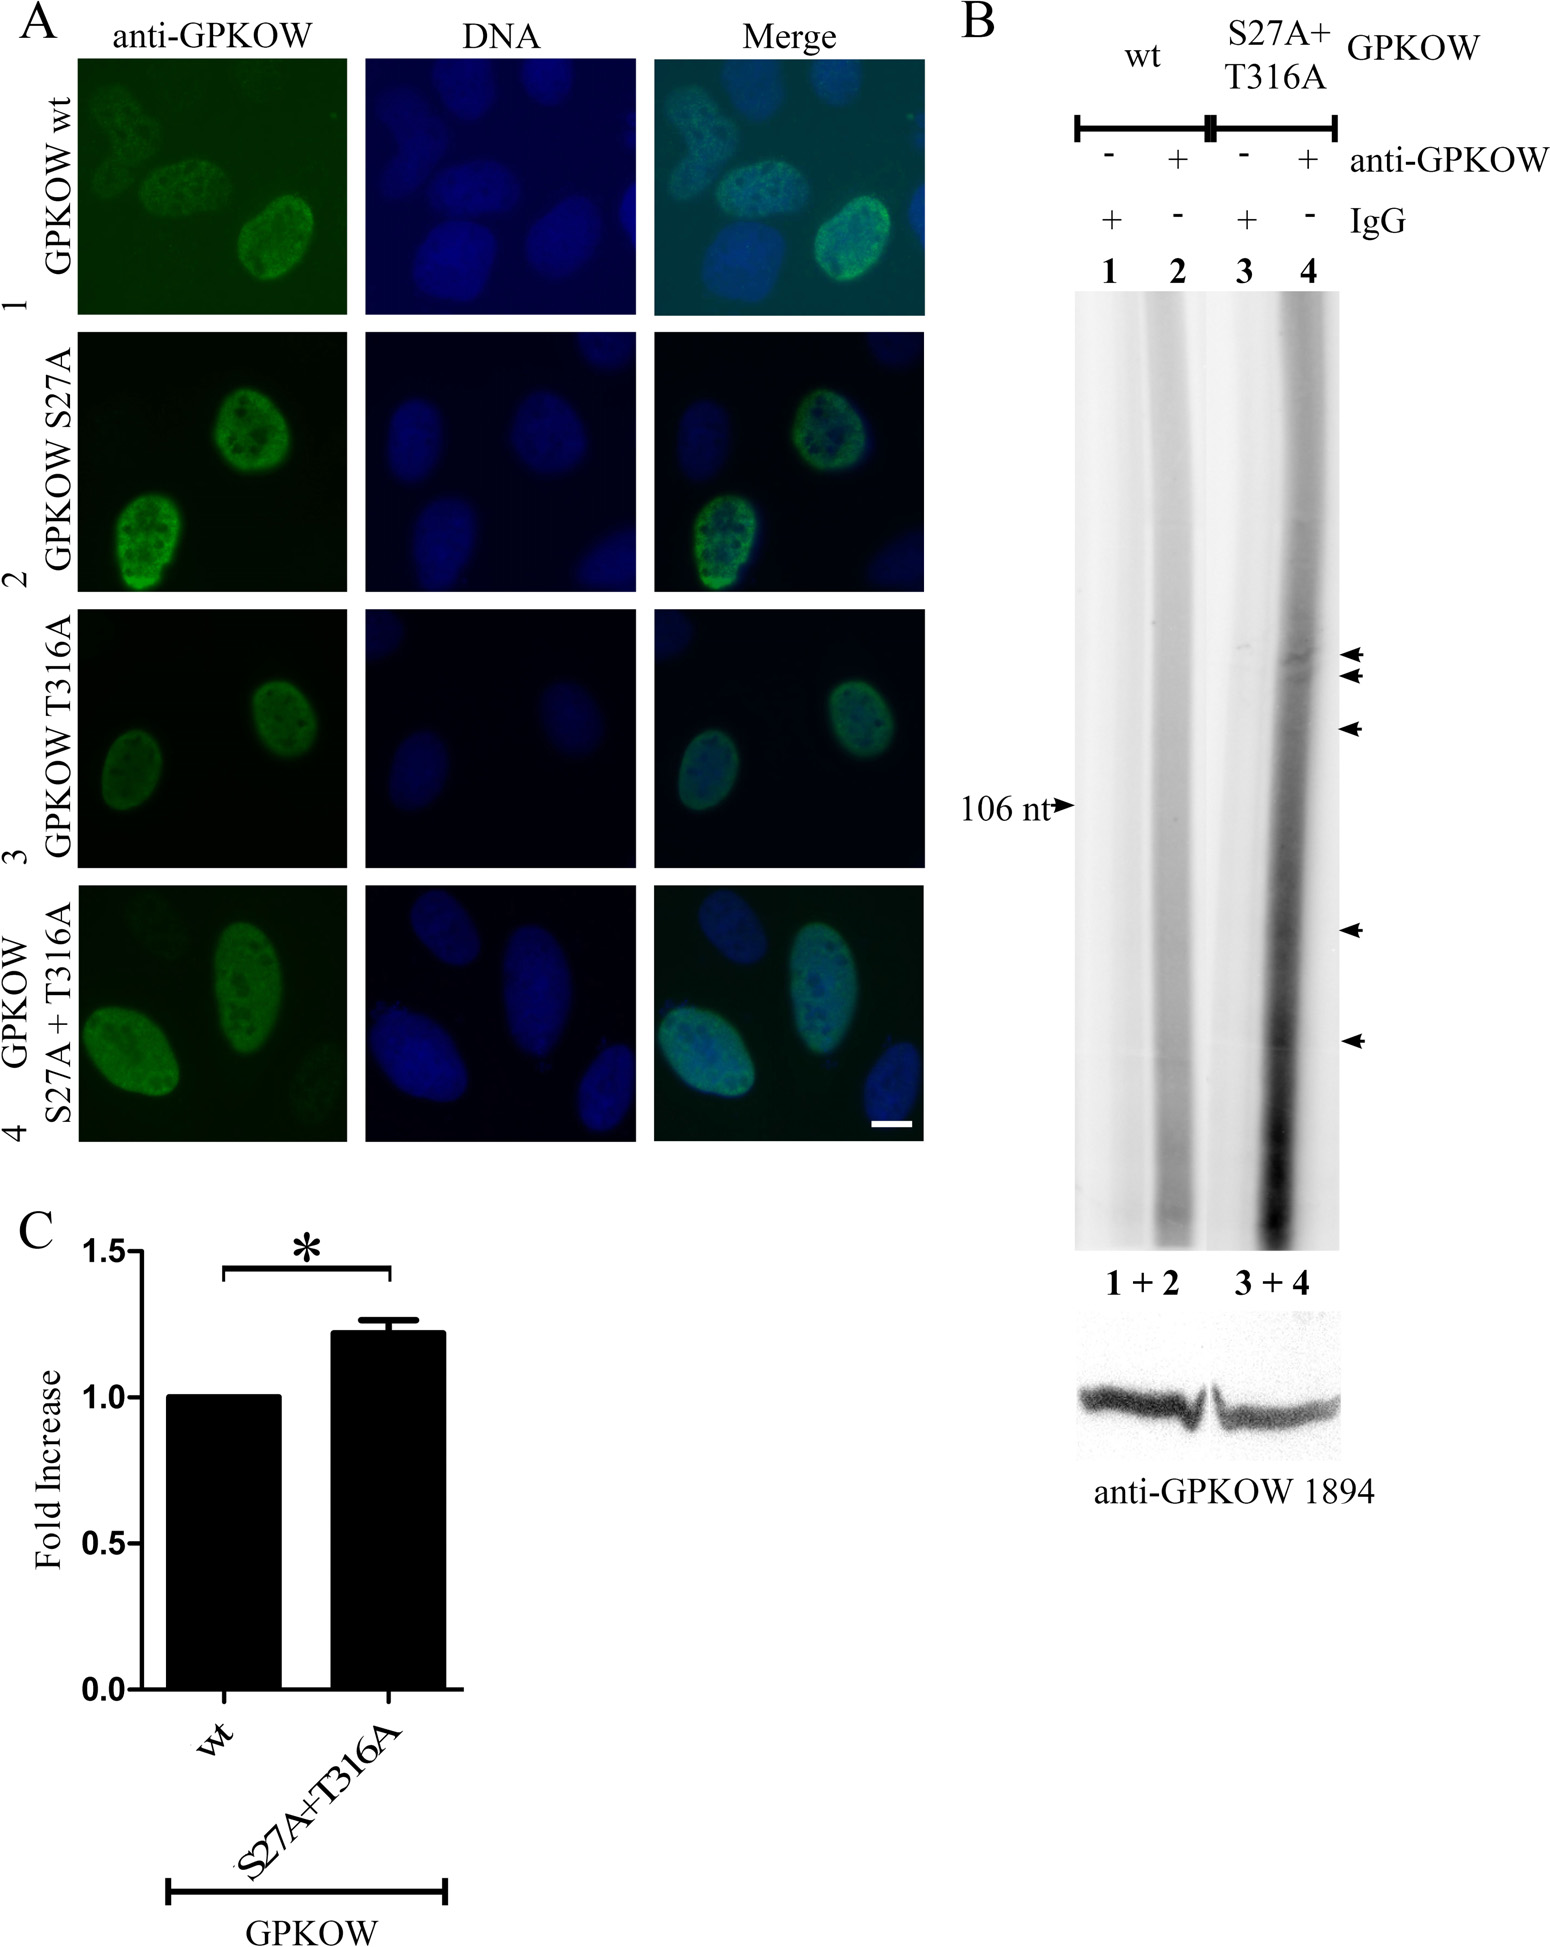 A
anti-GPKOW
DNA
Merge
1
GPKOW wt
2
GPKOW S27A
3
GPKOW T316A
4
GPKOW
S27A + T316A
B
wt
S27A+
T316A
GPKOW
- + - + anti-GPKOW
+ - + - IgG
1 2 3 4
106 nt
1 + 2 3 + 4
anti-GPKOW 1894
C
*
1.5
1.0
0.5
0.0
Fold Increase
wt
S27A+T316A
GPKOW